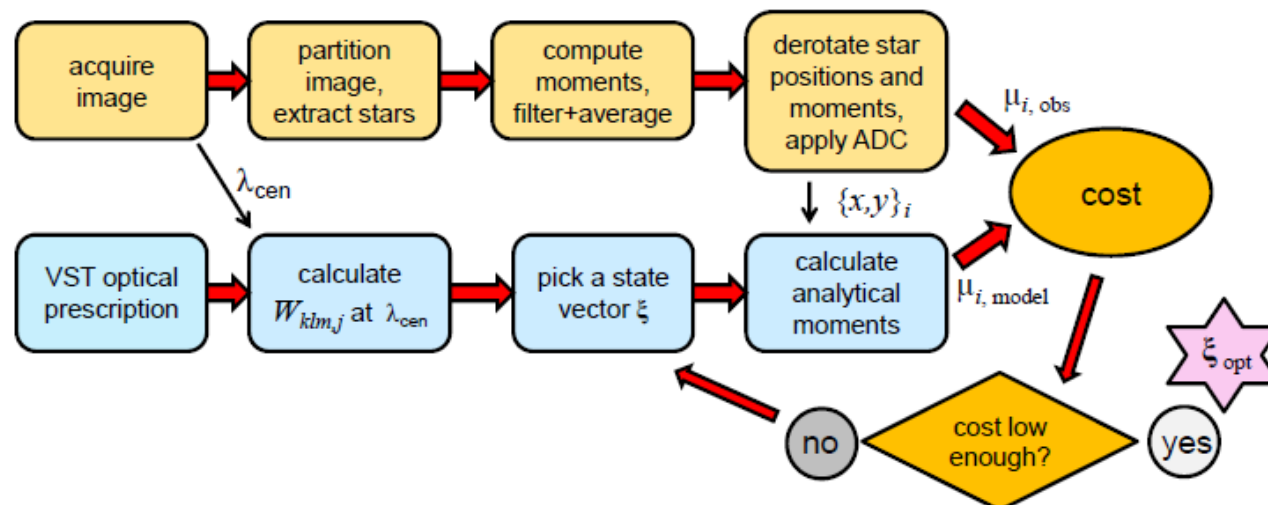 acquire
image
partition
image,
extract stars
compute
moments,
filter+average
derotate star
positions and
moments,
apply ADC
μi, obs
cost
λcen
{x,y}i
VST optical
prescription
calculate
Wklm,j at λcen
pick a state
vector ξ
calculate
analytical
moments
μi, model
ξ opt
no
cost low
enough?
yes